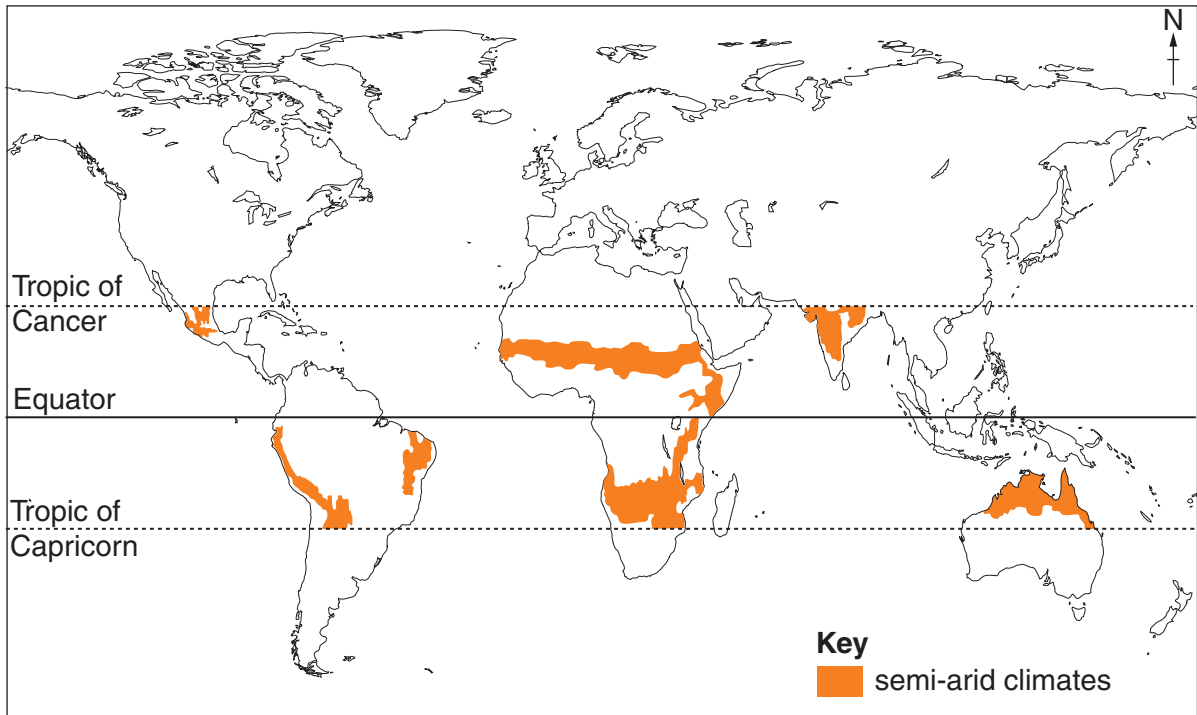 N
Tropic of
Cancer
Equator
Tropic of
Capricorn
Key
semi-arid climates